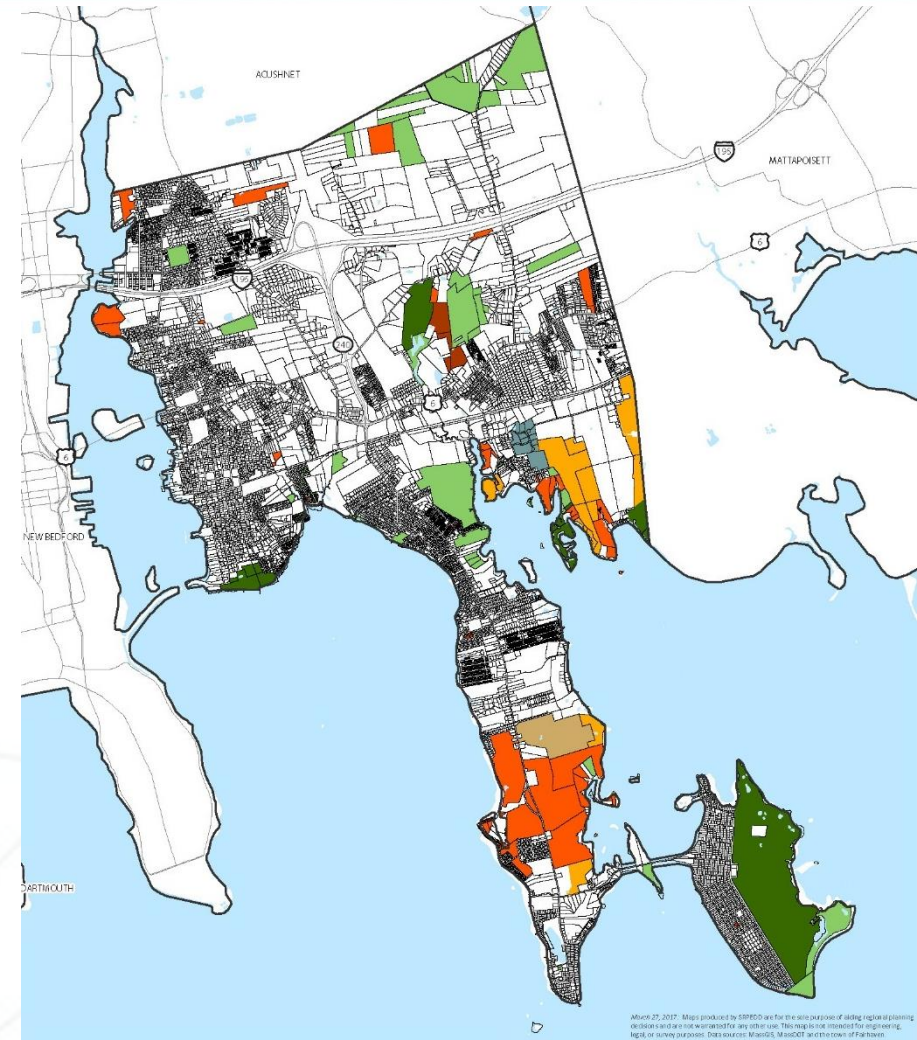 ACUSHNET
195
MATTAPOISETT
6
195
240
6
6
NEW BEDFORD
DARTMOUTH
March 27, 2017. Maps produced by SRPEDD are for the sole purpose of aiding regional planning
decisions and are not warranted for any other use. This map is not intended for engineering,
legal, or survey purposes. Data sources: MassGIS, MassDOT and the town of Fairhaven.